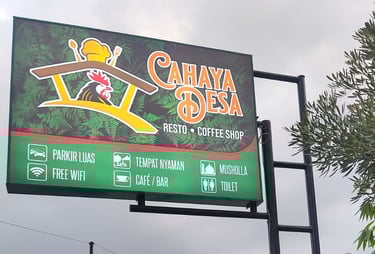 CAHAYA
DESA
RESTO • COFFEE SHOP
PARKIR LUAS
TEMPAT NYAMAN
MUSHOLLA
FREE WIFI
CAFÉ / BAR
TOILET